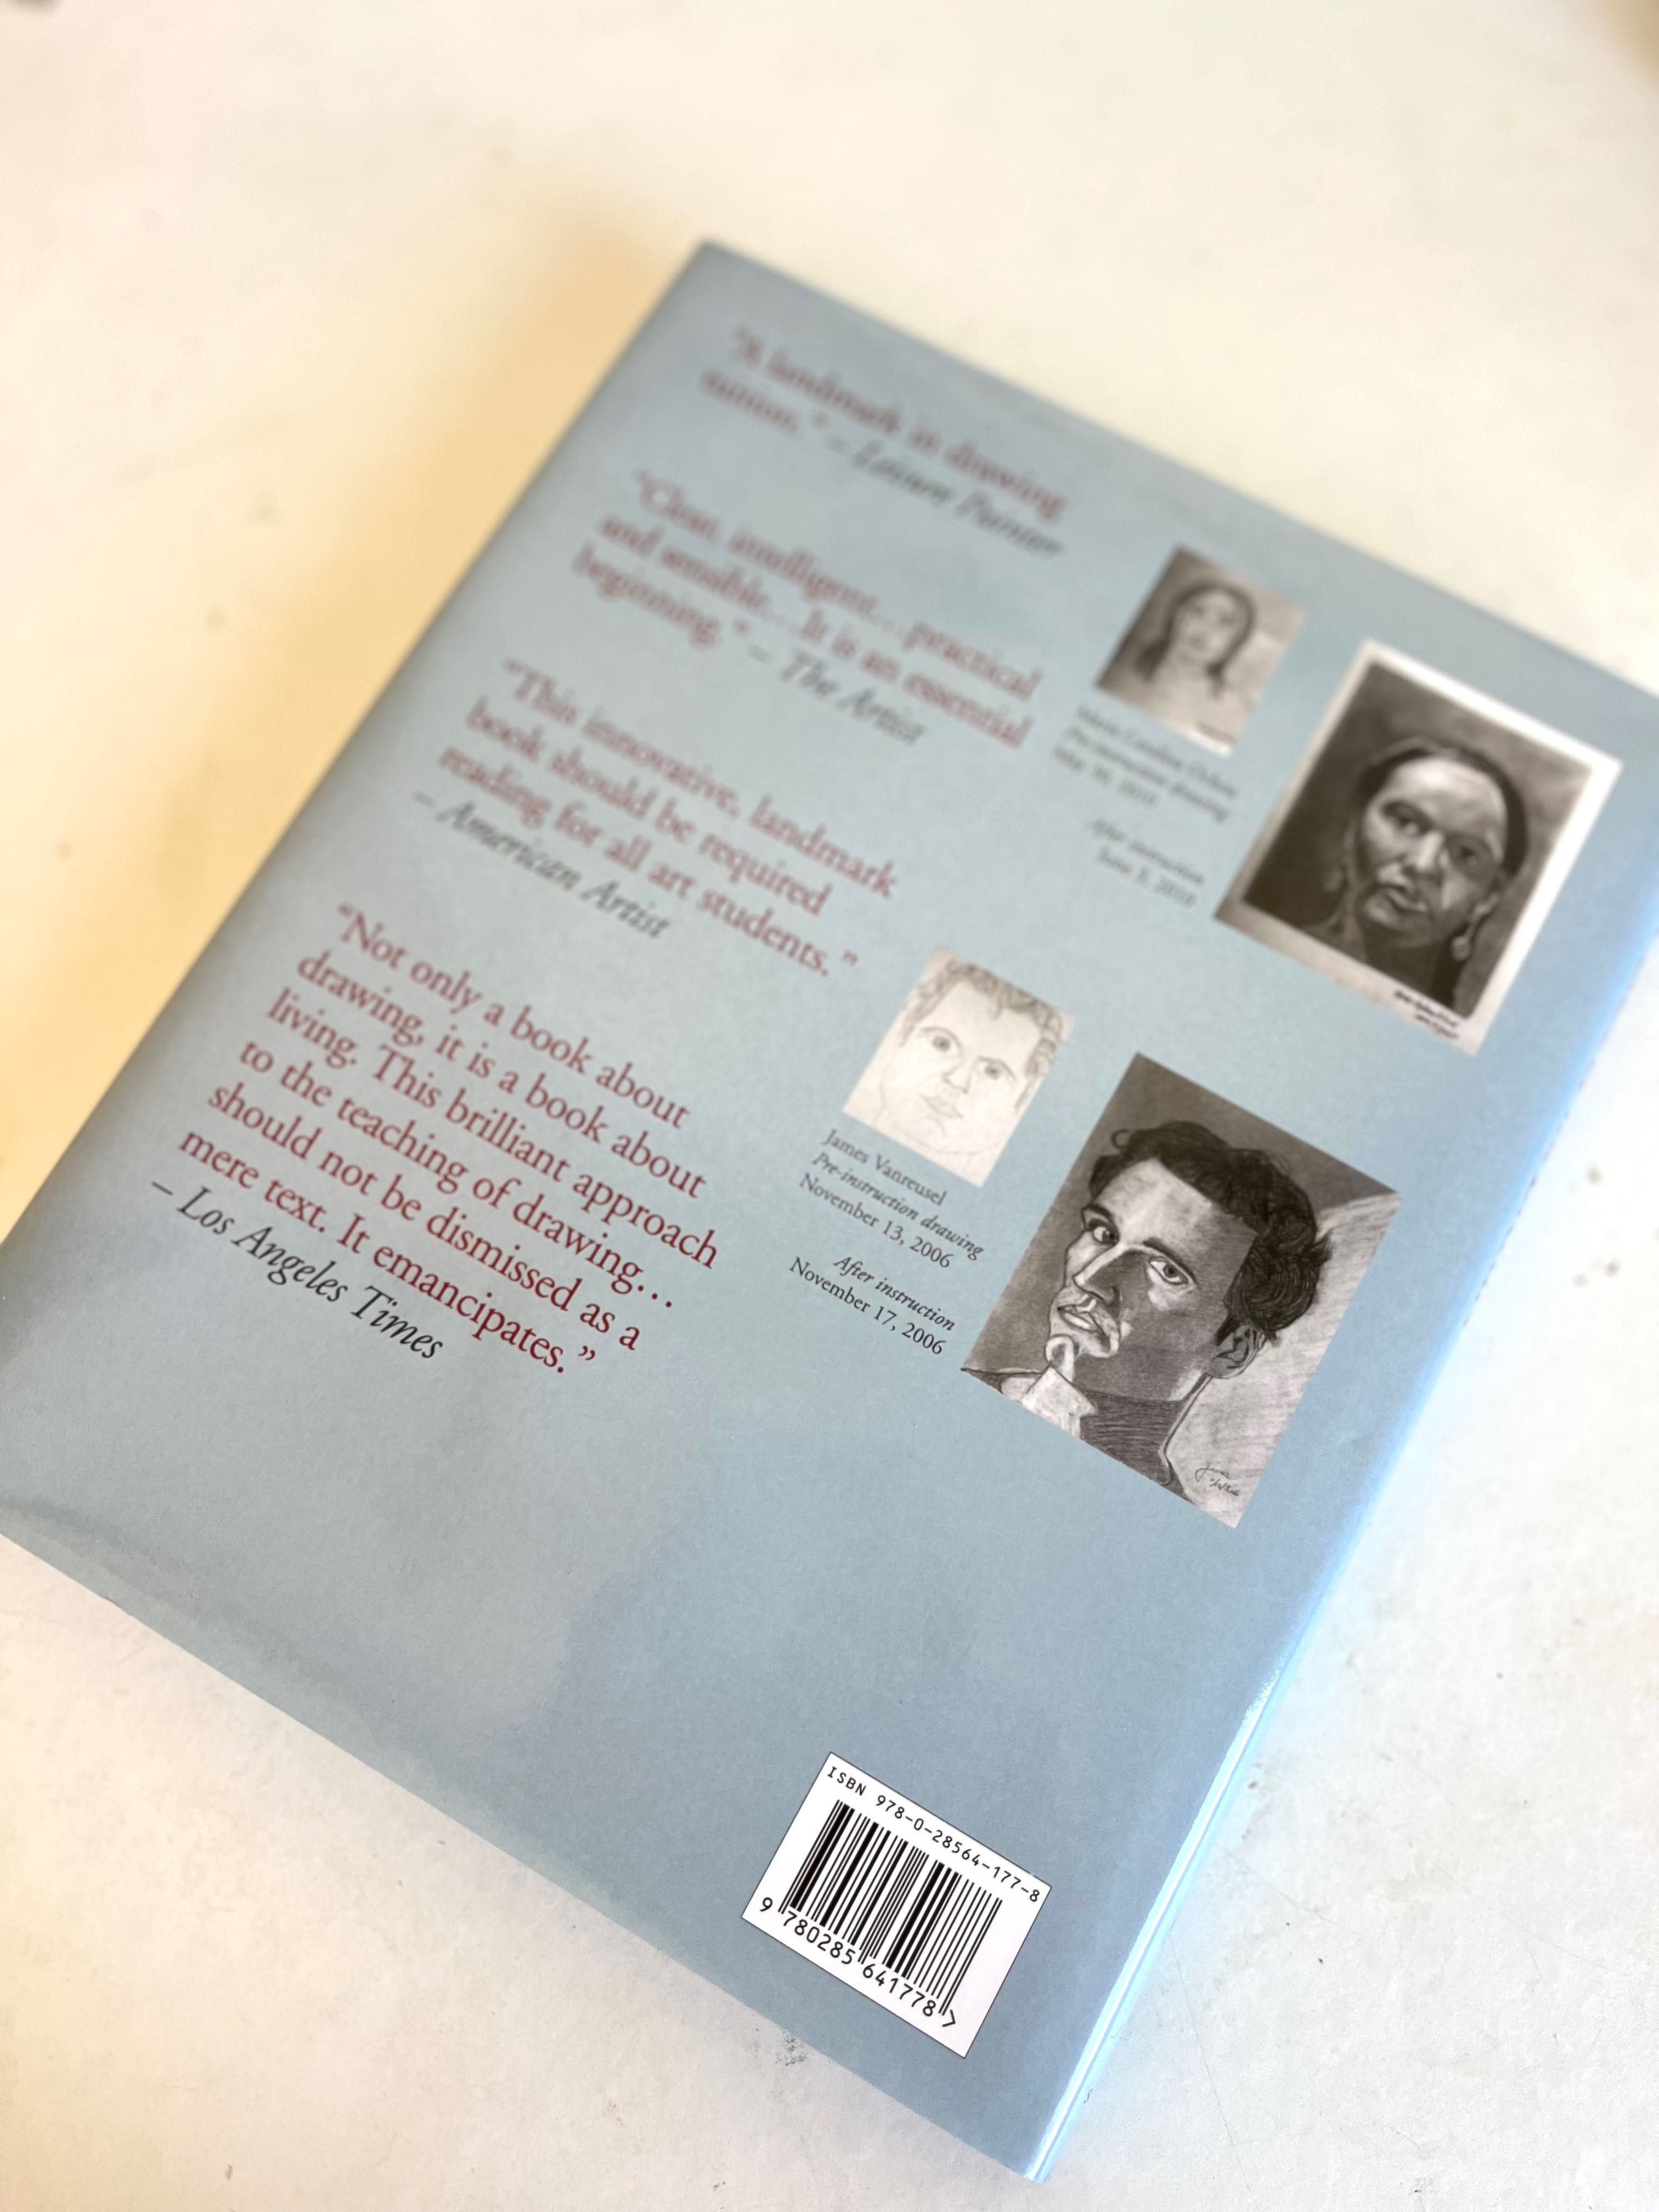 “A landmark in drawing
tuition.” – Leisure Painter
“Clear, intelligent…practical
and sensible…It is an essential
beginning.” – The Artist
“This innovative, landmark
book should be required
reading for all art students.”
– American Artist
“Not only a book about
drawing, it is a book about
living. This brilliant approach
to the teaching of drawing…
should not be dismissed as a
mere text. It emancipates.”
– Los Angeles Times
Pre-instruction drawing
After instruction
James Vanreusel
Pre-instruction drawing
November 13, 2006
After instruction
November 17, 2006
ISBN 978-0-28564-177-8
9 780285 641778 >